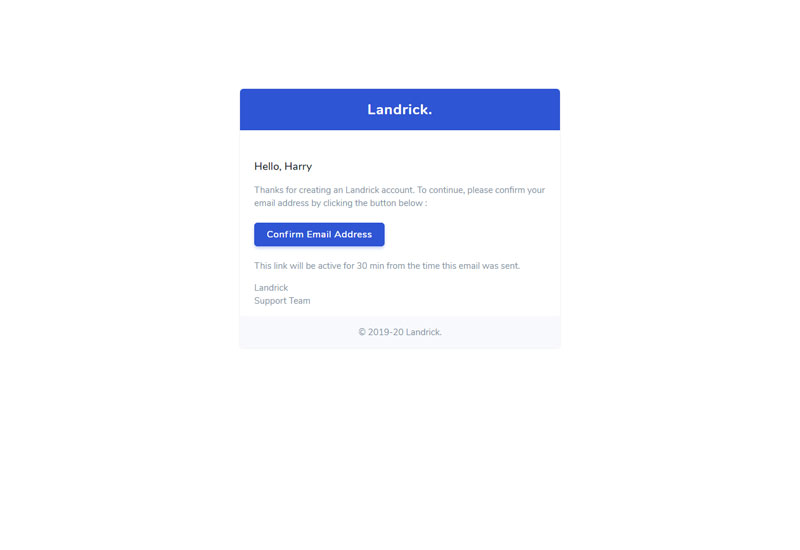 Landrick.
Hello, Harry
Thanks for creating an Landrick account. To continue, please confirm your
email address by clicking the button below :
Confirm Email Address
This link will be active for 30 min from the time this email was sent.
Landrick
Support Team
© 2019-20 Landrick.